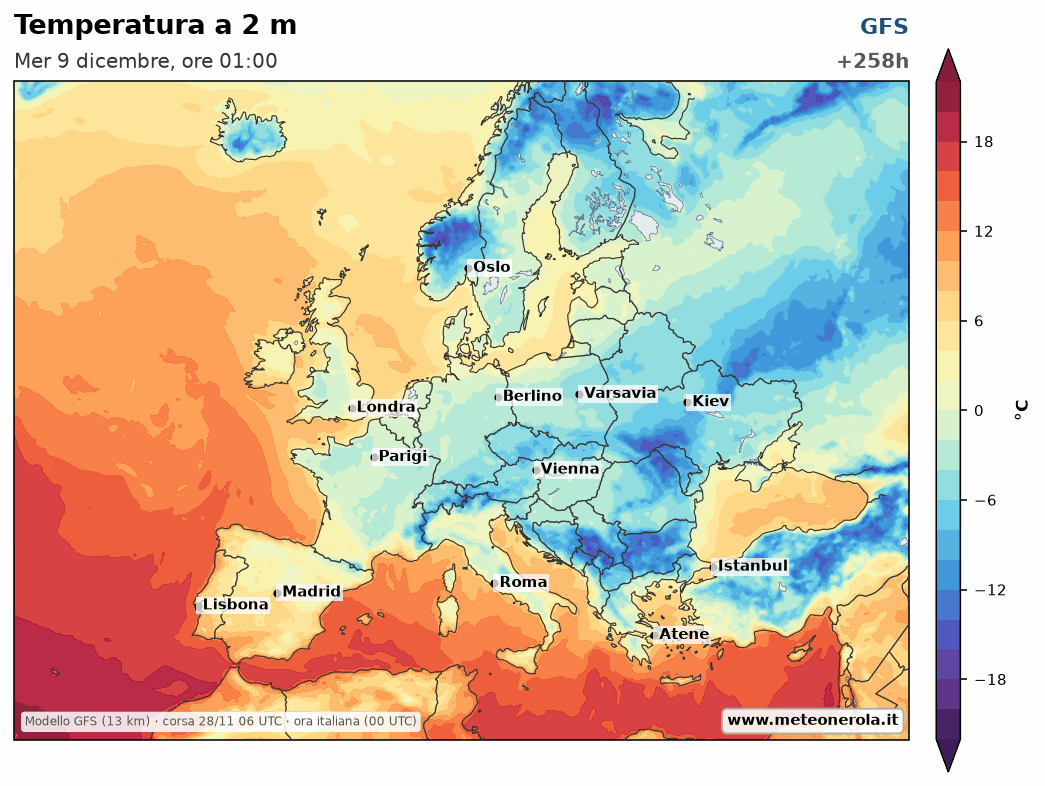 Temperatura a 2 m
GFS
Mer 9 dicembre, ore 01:00
+258h
18
12
6
0
−6
−12
−18
°C
Oslo
Londra
Berlino
Varsavia
Kiev
Parigi
Vienna
Istanbul
Roma
Madrid
Lisbona
Atene
Modello GFS (13 km) · corsa 28/11 06 UTC · ora italiana (00 UTC)
www.meteonerola.it